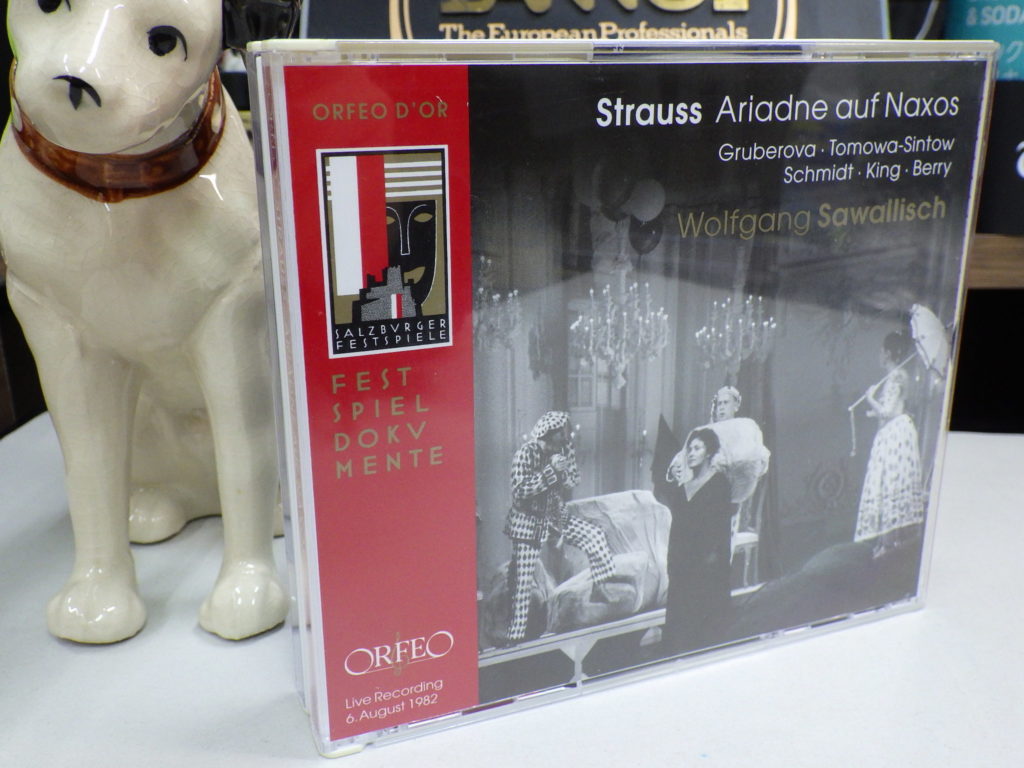 The European Professionals
& SODA
ORFEO D'OR
SALZBVRGER
FESTSPIELE
FEST
SPIEL
DOKV
MENTE
ORFEO
Live Recording
6. August 1982
Strauss Ariadne auf Naxos
Gruberova · Tomowa-Sintow
Schmidt · King · Berry
Wolfgang Sawallisch